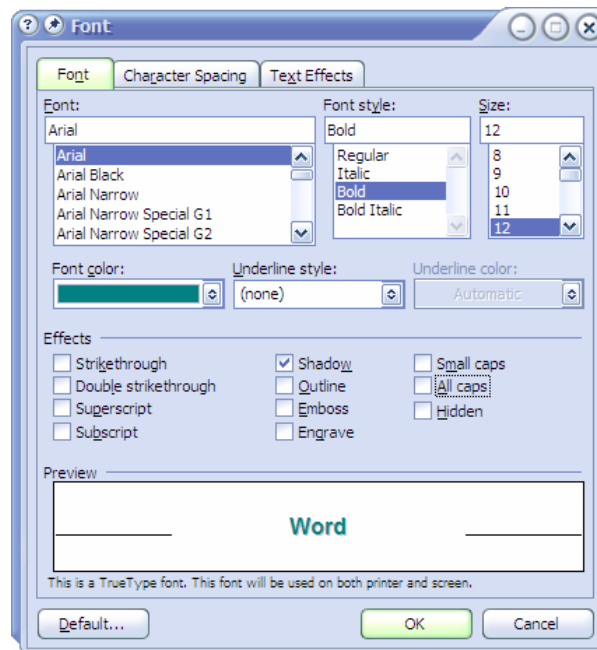 Font
Font Character Spacing Text Effects
Font: Font style: Size:
Arial Bold 12
Arial Regular 8
Arial Black Italic 9
Arial Narrow Bold 10
Arial Narrow Special G1 Bold Italic 11
Arial Narrow Special G2 12
Font color: Underline style: Underline color:
(none) Automatic
Effects
Strikethrough Shadow Small caps
Double strikethrough Outline All caps
Superscript Emboss Hidden
Subscript Engrave
Preview
Word
This is a TrueType font. This font will be used on both printer and screen.
Default... OK Cancel